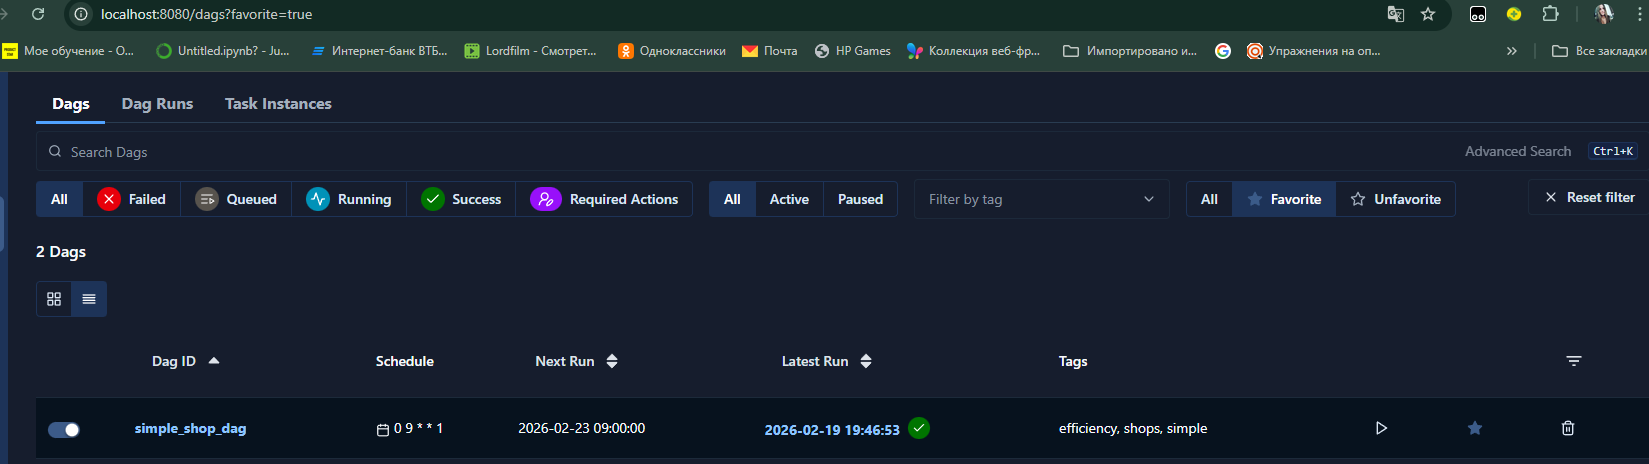 localhost:8080/dags?favorite=true
Мое обучение - О... Untitled.ipynb? - Ju... Интернет-банк ВТБ... Lordfilm - Смотрет... Одноклассники Почта HP Games Коллекция веб-фр... Импортировано и... Упражнения на оп... » Все закладки
Dags Dag Runs Task Instances
Search Dags Advanced Search Ctrl+K
All Failed Queued Running Success Required Actions All Active Paused Filter by tag All Favorite Unfavorite Reset filter
2 Dags
Dag ID Schedule Next Run Latest Run Tags
simple_shop_dag 0 9 * * 1 2026-02-23 09:00:00 2026-02-19 19:46:53 efficiency, shops, simple